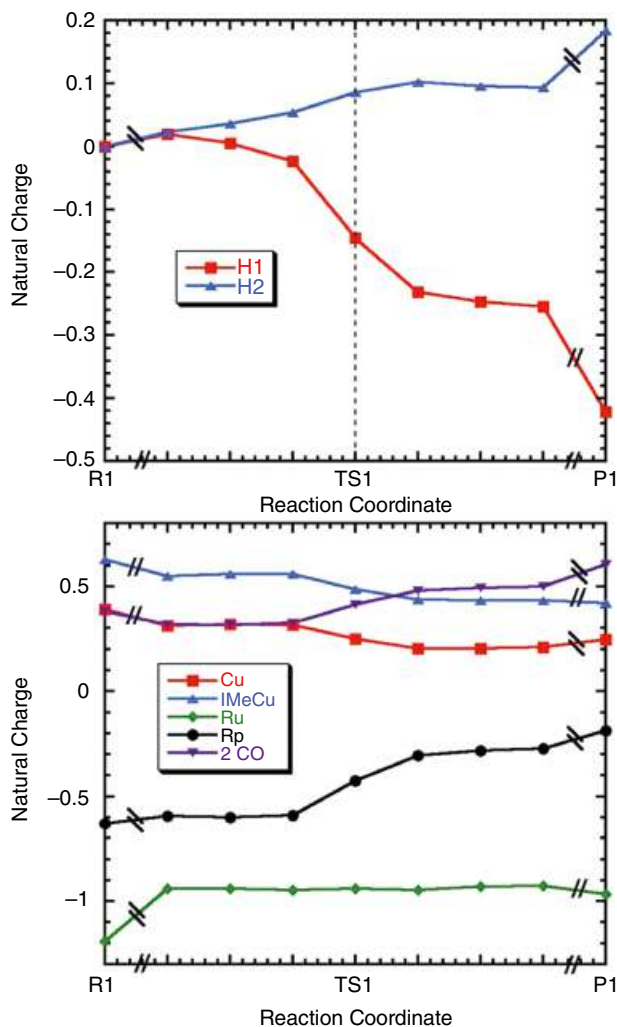 0.2
0.1
0
−0.1
−0.2
−0.3
−0.4
−0.5
Natural Charge
H1
H2
R1 TS1 P1
Reaction Coordinate
0.5
0
−0.5
−1
Natural Charge
Cu
IMeCu
Ru
Rp
2 CO
R1 TS1 P1
Reaction Coordinate